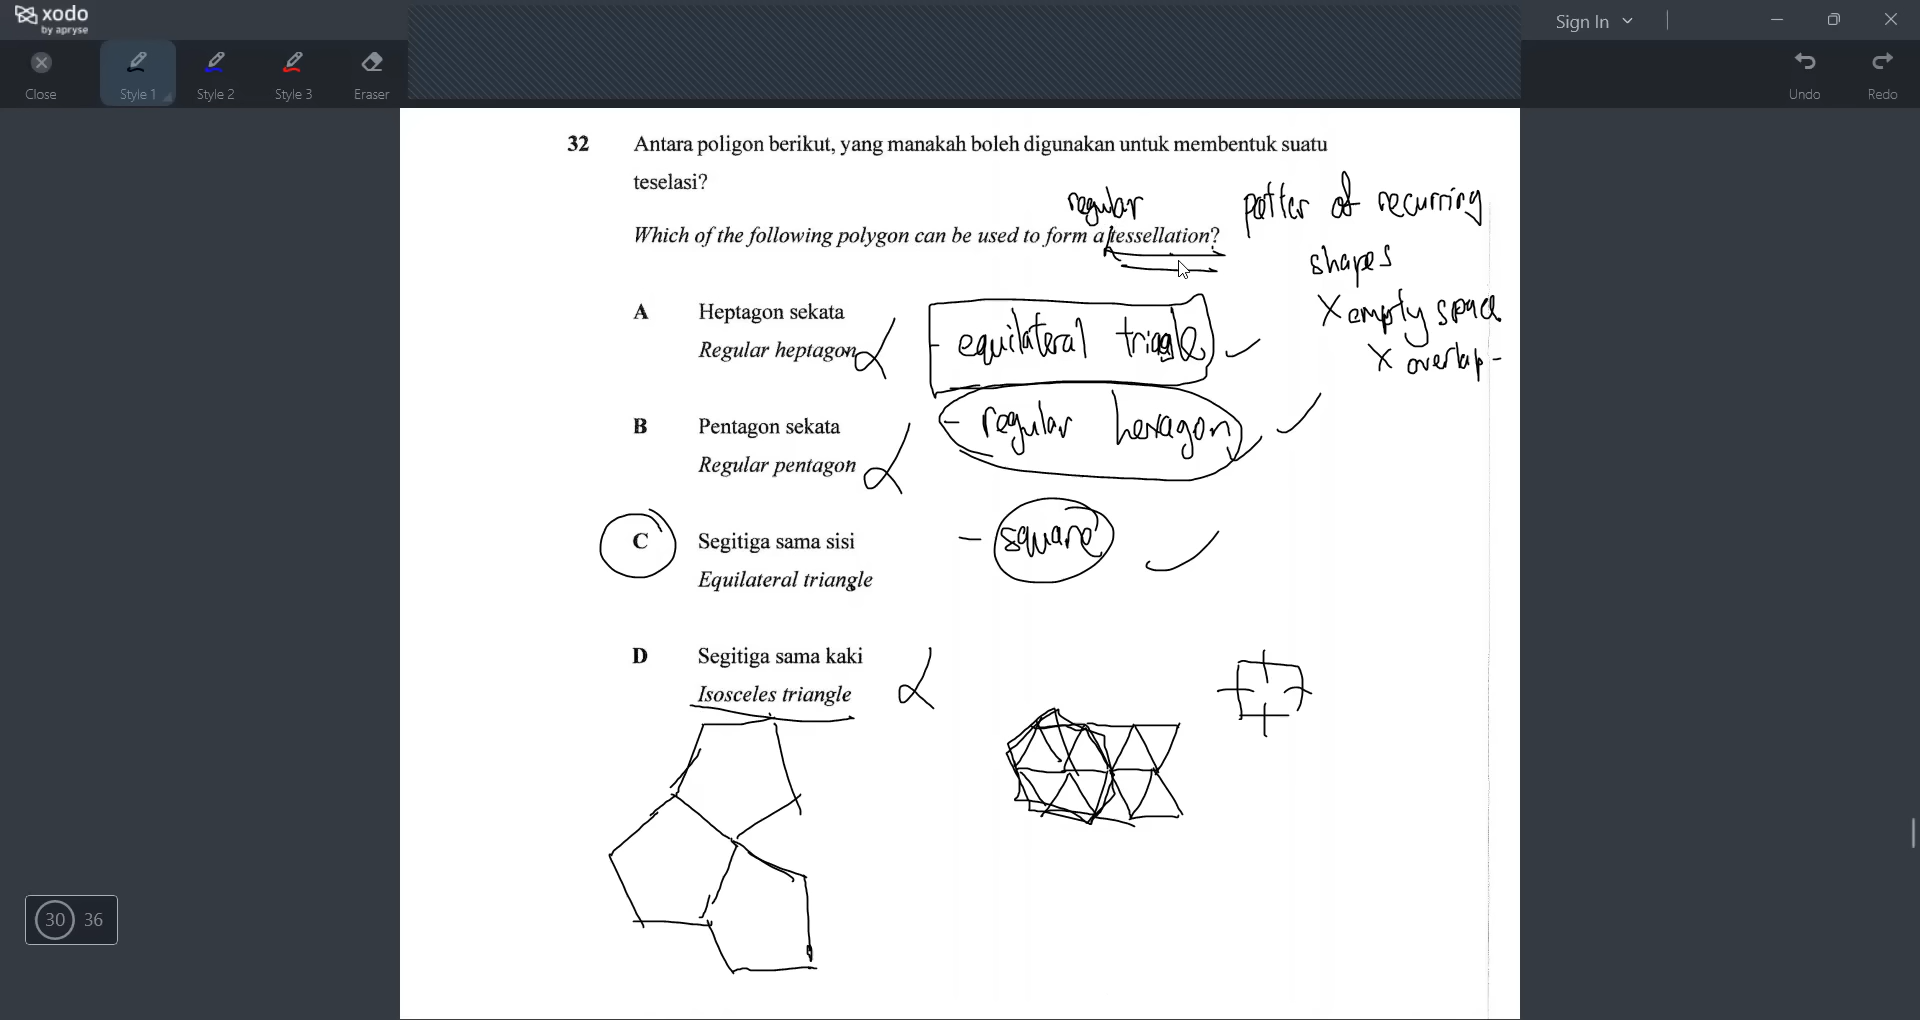 xodo
by apryse
Sign In
Close
Style 1
Style 2
Style 3
Eraser
Undo
Redo
32 Antara poligon berikut, yang manakah boleh digunakan untuk membentuk suatu
teselasi?
regular
Which of the following polygon can be used to form a tessellation?
patter of recurring
shapes
X empty space
X overlap -
A Heptagon sekata
Regular heptagon
- equilateral triagle
B Pentagon sekata
Regular pentagon
- regular hexagon
C Segitiga sama sisi
Equilateral triangle
- square
D Segitiga sama kaki
Isosceles triangle
30 36